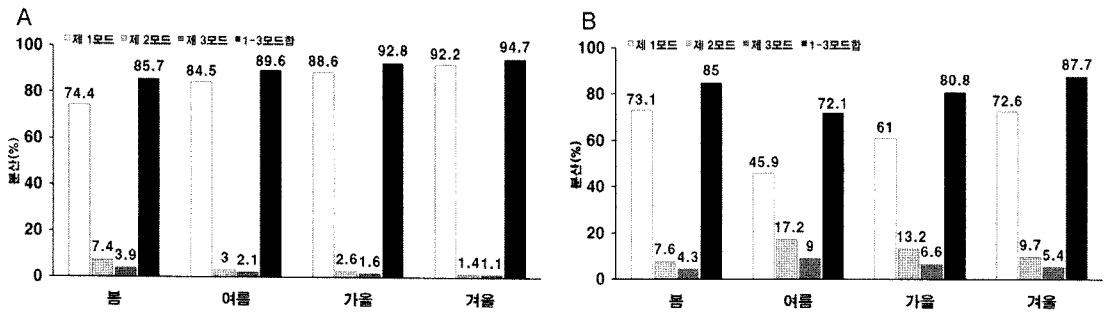 A
제 1모드 제 2모드 제 3모드 1-3모드합
100
80
60
40
20
0
분산(%)
74.4 7.4 3.9 85.7
84.5 3 2.1 89.6
88.6 2.6 1.6 92.8
92.2 1.4 1.1 94.7
봄 여름 가을 겨울
B
제 1모드 제 2모드 제 3모드 1-3모드합
100
80
60
40
20
0
분산(%)
73.1 7.6 4.3 85
45.9 17.2 9 72.1
61 13.2 6.6 80.8
72.6 9.7 5.4 87.7
봄 여름 가을 겨울